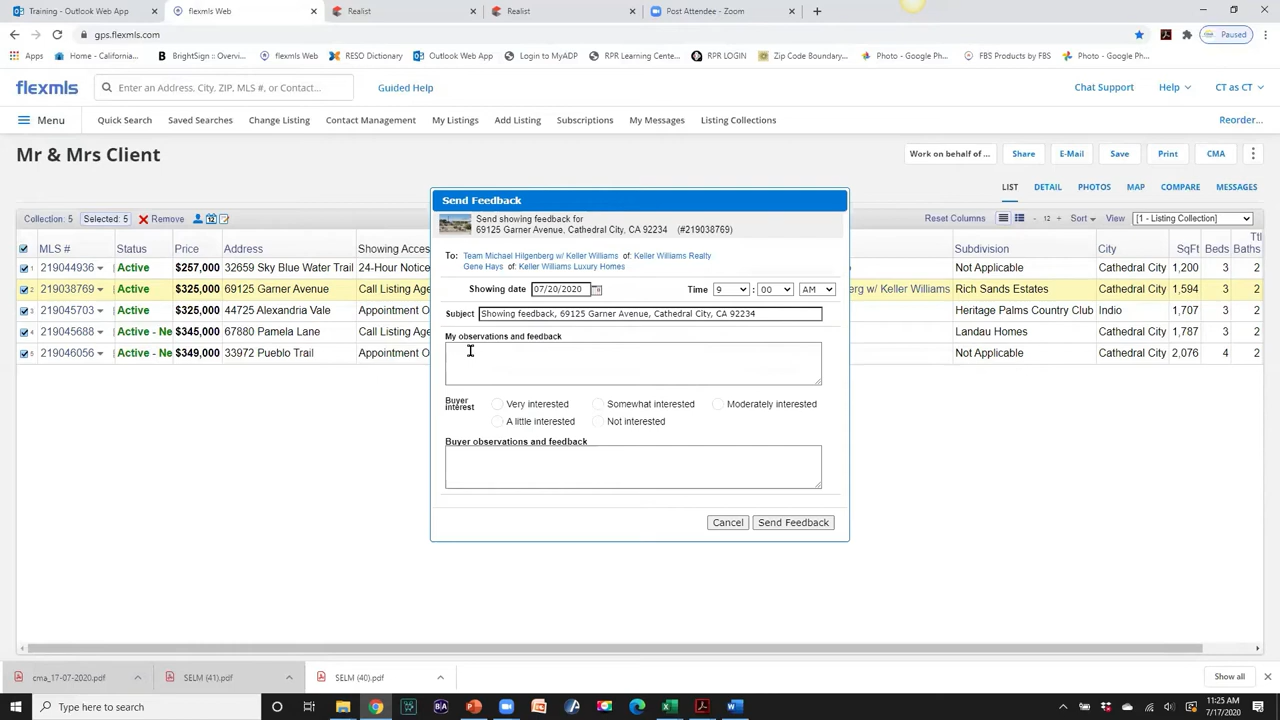 Training - Outlook Web App
flexmls Web
Realist
Realist
Post Attendee - Zoom
gps.flexmls.com
Paused
Apps
Home - California...
BrightSign :: Overvi...
flexmls Web
RESO Dictionary
Outlook Web App
Login to MyADP
RPR Learning Cente...
RPR LOGIN
Zip Code Boundary...
Photo - Google Ph...
FBS Products by FBS
Photo - Google Ph...
flexmls
Enter an Address, City, ZIP, MLS #, or Contact...
Guided Help
Chat Support
Help
CT as CT
Menu
Quick Search
Saved Searches
Change Listing
Contact Management
My Listings
Add Listing
Subscriptions
My Messages
Listing Collections
Reorder...
Mr & Mrs Client
Work on behalf of ...
Share
E-Mail
Save
Print
CMA
LIST
DETAIL
PHOTOS
MAP
COMPARE
MESSAGES
Collection: 5
Selected: 5
Remove
Reset Columns
- 12 +
Sort
View
[1 - Listing Collection]
MLS # Status Price Address Showing Acce Subdivision City SqFt Beds Ttl Baths
1 219044936 Active $257,000 32659 Sky Blue Water Trail 24-Hour Notice Not Applicable Cathedral City 1,200 3 2
2 219038769 Active $325,000 69125 Garner Avenue Call Listing Age erg w/ Keller Williams Rich Sands Estates Cathedral City 1,594 3 2
3 219045703 Active $325,000 44725 Alexandria Vale Appointment O Heritage Palms Country Club Indio 1,707 3 2
4 219045688 Active - Ne $345,000 67880 Pamela Lane Call Listing Age Landau Homes Cathedral City 1,787 3 2
5 219046056 Active - Ne $349,000 33972 Pueblo Trail Appointment O Not Applicable Cathedral City 2,076 4 2
Send Feedback
Send showing feedback for
69125 Garner Avenue, Cathedral City, CA 92234 (#219038769)
To: Team Michael Hilgenberg w/ Keller Williams of: Keller Williams Realty
Gene Hays of: Keller Williams Luxury Homes
Showing date 07/20/2020 Time 9 : 00 AM
Subject Showing feedback, 69125 Garner Avenue, Cathedral City, CA 92234
My observations and feedback
Buyer interest
Very interested
Somewhat interested
Moderately interested
A little interested
Not interested
Buyer observations and feedback
Cancel
Send Feedback
cma_17-07-2020.pdf
SELM (41).pdf
SELM (40).pdf
Show all
Type here to search
11:25 AM
7/17/2020